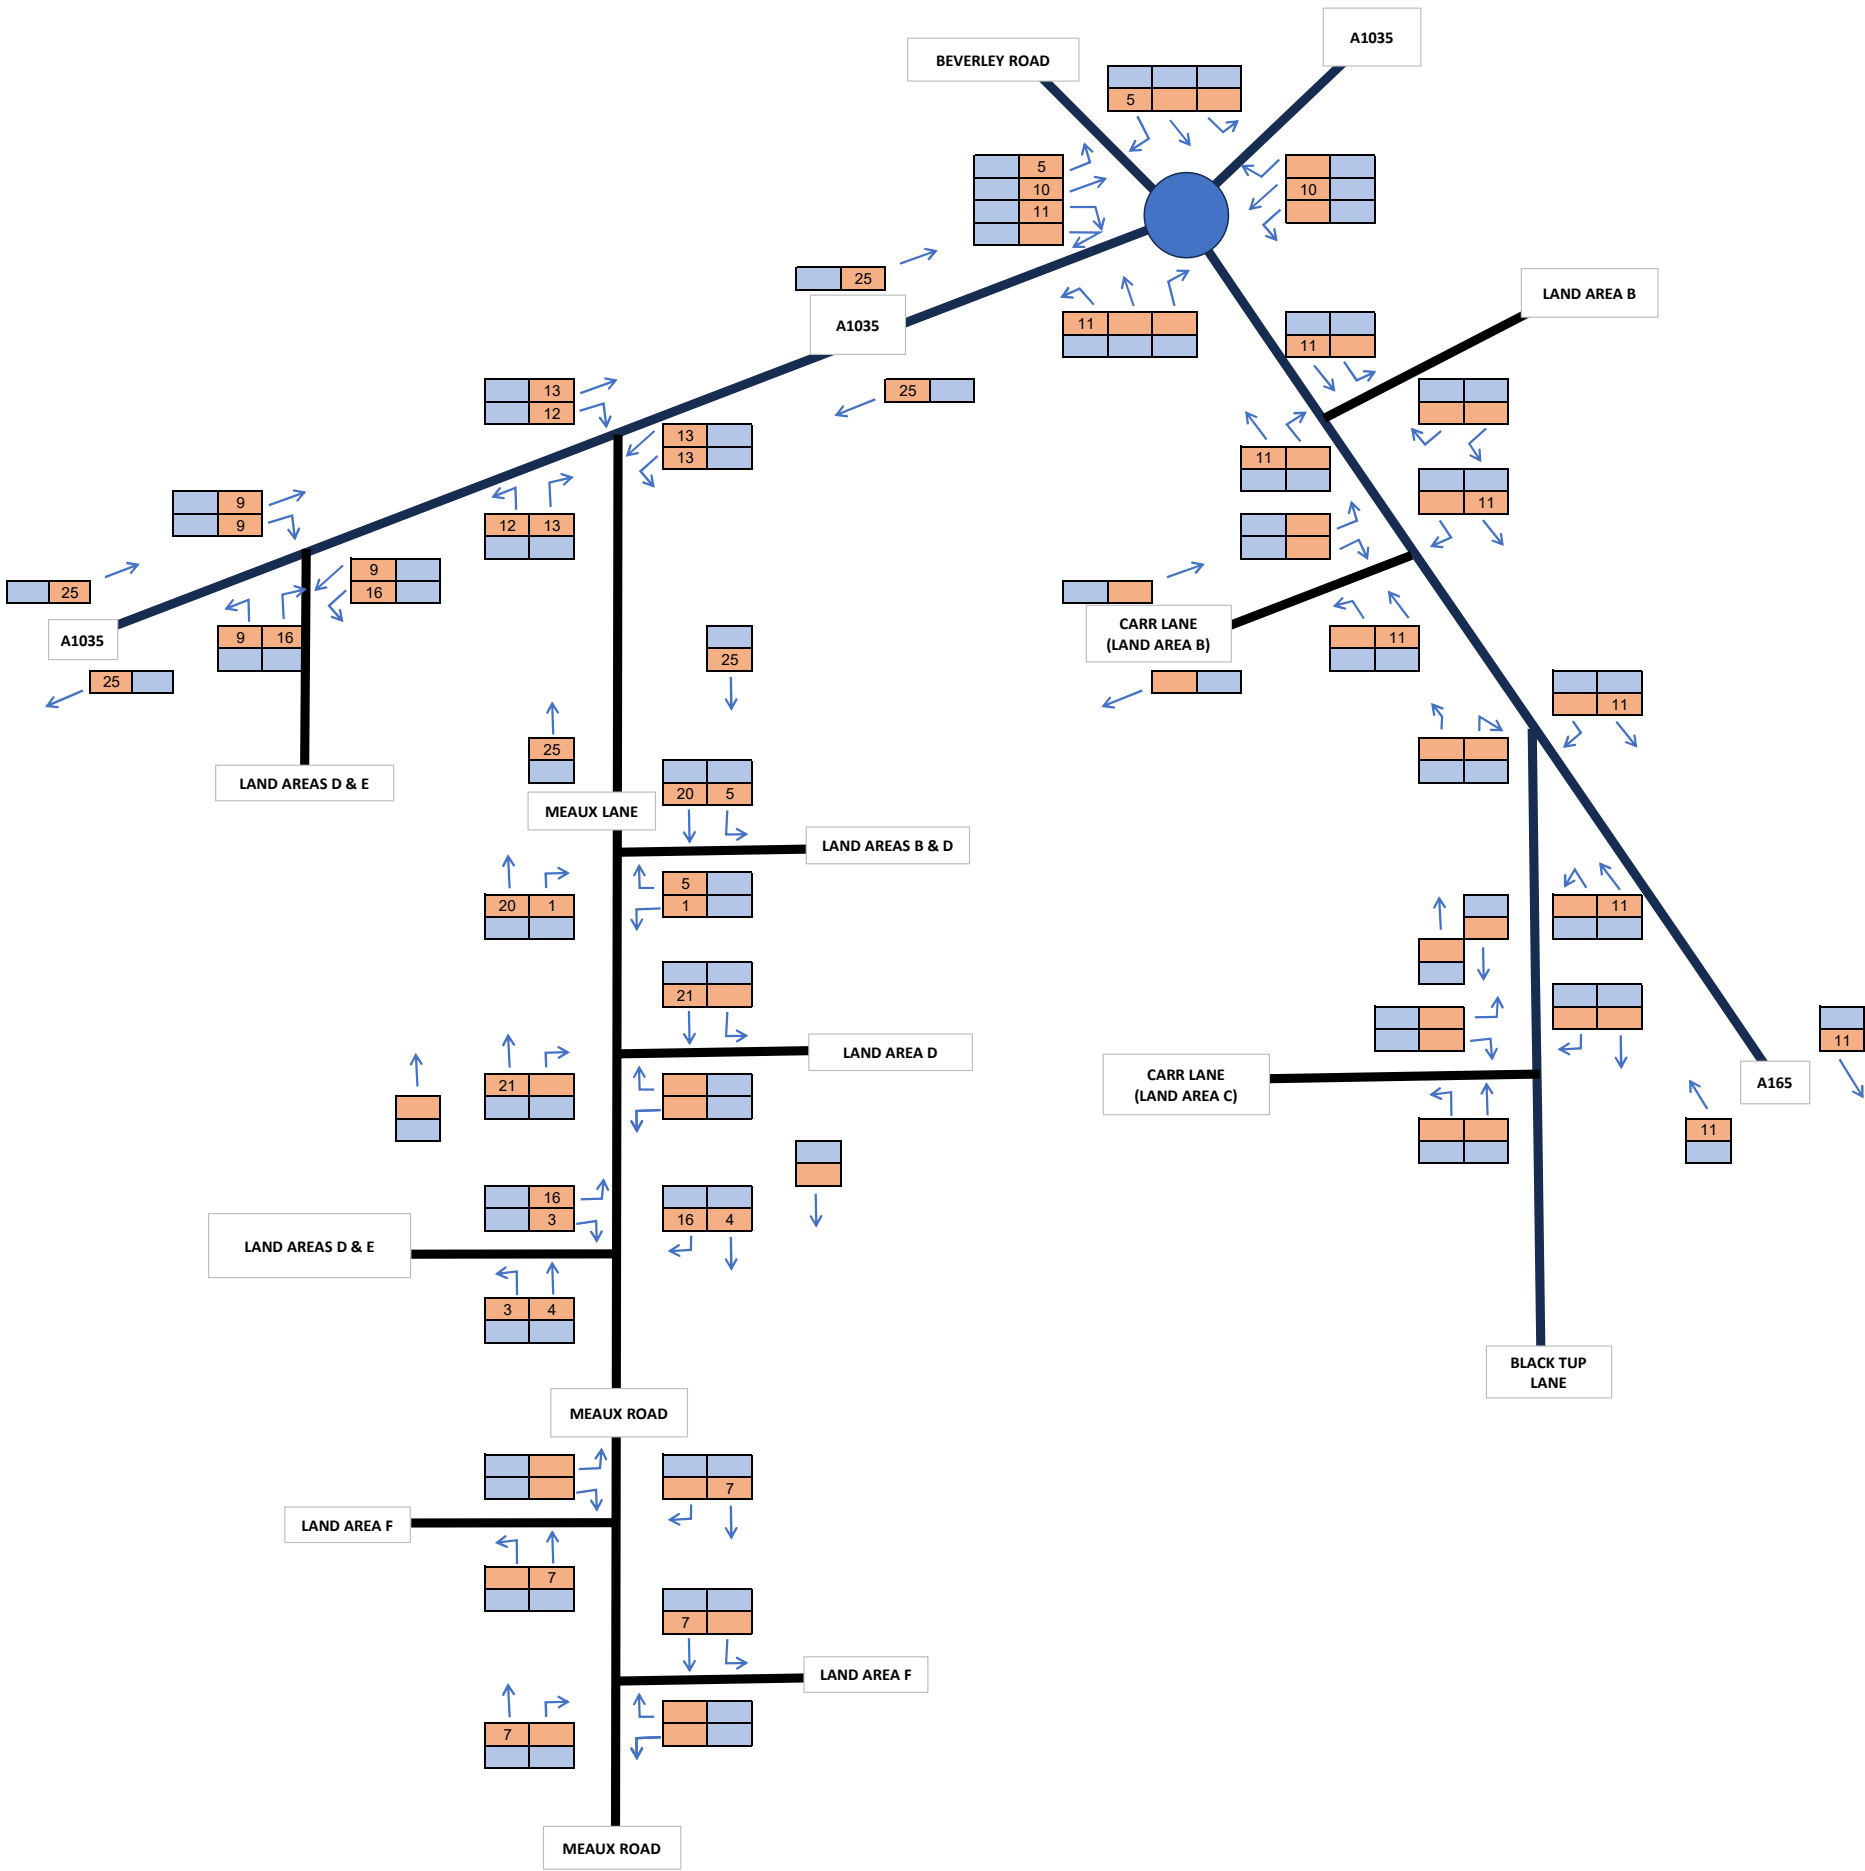 A1035
BEVERLEY ROAD
5
5
10
11
10
25
LAND AREA B
A1035
11
11
13
12
25
13
13
11
9
9
12
13
11
9
16
25
A1035
9
16
CARR LANE
(LAND AREA B)
11
25
25
11
25
LAND AREAS D & E
20
5
MEAUX LANE
LAND AREAS B & D
5
1
20
1
11
21
LAND AREA D
11
21
CARR LANE
(LAND AREA C)
A165
11
16
3
16
4
LAND AREAS D & E
3
4
BLACK TUP
LANE
MEAUX ROAD
7
LAND AREA F
7
7
LAND AREA F
7
MEAUX ROAD